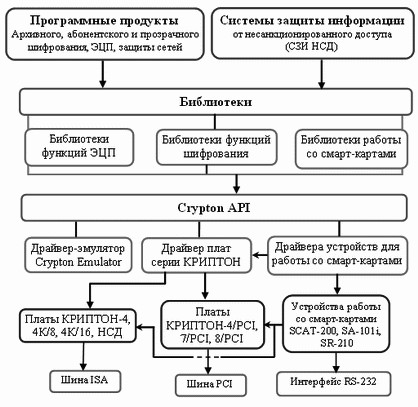 Программные продукты
Архивного, абонентского и прозрачного
шифрования, ЭЦП, защиты сетей
Системы защиты информации
от несанкционированного доступа
(СЗИ НСД)
Библиотеки
Библиотеки
функций ЭЦП
Библиотеки функций
шифрования
Библиотеки работы
со смарт-картами
Crypton API
Драйвер-эмулятор
Crypton Emulator
Драйвер плат
серии КРИПТОН
Драйвера устройств для
работы со смарт-картами
Платы КРИПТОН-4,
4К/8, 4К/16, НСД
Платы
КРИПТОН-4/PCI,
7/PCI, 8/PCI
Устройства работы
со смарт-картами
SCAT-200, SA-101i,
SR-210
Шина ISA
Шина PCI
Интерфейс RS-232